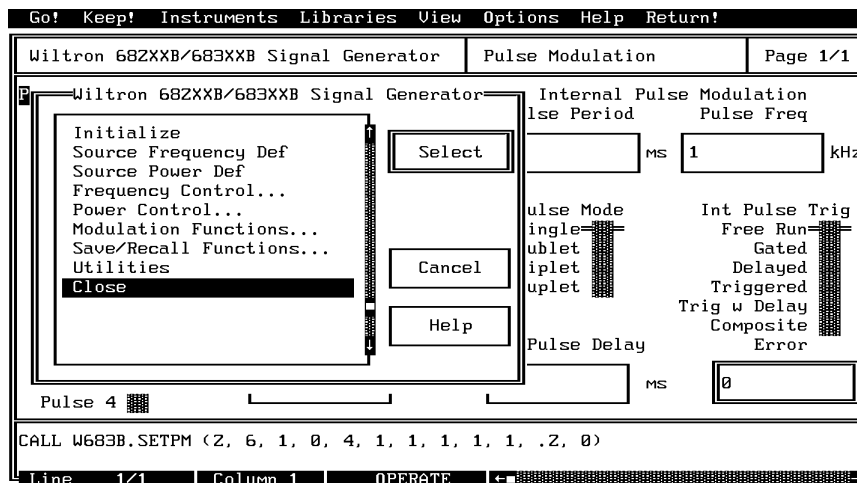 Go! Keep! Instruments Libraries View Options Help Return!
Wiltron 682XXB/683XXB Signal Generator Pulse Modulation Page 1/1
P Wiltron 682XXB/683XXB Signal Generator Internal Pulse Modulation
lse Period Pulse Freq
Initialize
Source Frequency Def Select ms 1 kHz
Source Power Def
Frequency Control...
Power Control... ulse Mode Int Pulse Trig
Modulation Functions... ingle Free Run
Save/Recall Functions... ublet Gated
Utilities Cancel iplet Delayed
Close uplet Triggered
Trig w Delay
Help Composite
Pulse Delay Error
ms 0
Pulse 4
CALL W683B.SETPM (2, 6, 1, 0, 4, 1, 1, 1, 1, 1, .2, 0)
Line 1/1 Column 1 OPERATE